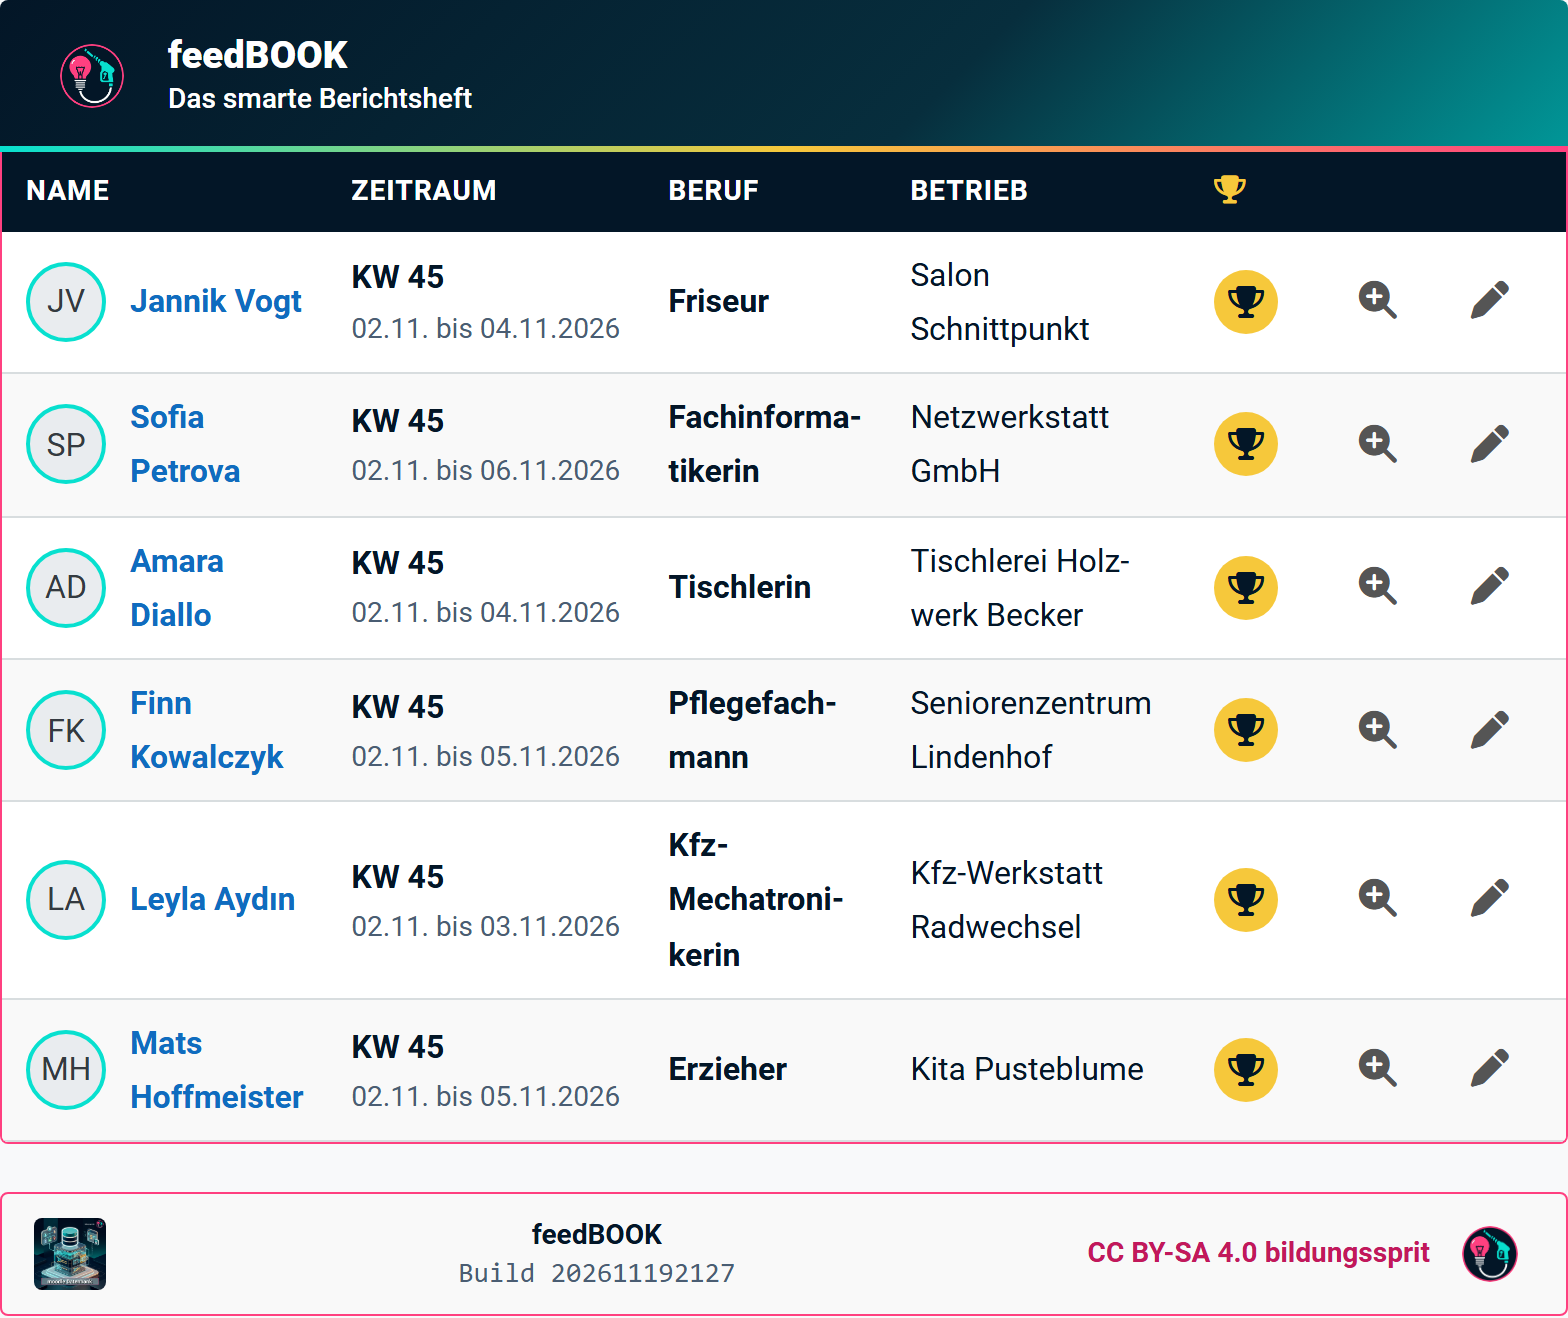 feedBOOK
Das smarte Berichtsheft
NAME ZEITRAUM BERUF BETRIEB
JV Jannik Vogt KW 45 02.11. bis 04.11.2026 Friseur Salon
Schnittpunkt
SP Sofia
Petrova KW 45 02.11. bis 06.11.2026 Fachinforma-
tikerin Netzwerkstatt
GmbH
AD Amara
Diallo KW 45 02.11. bis 04.11.2026 Tischlerin Tischlerei Holz-
werk Becker
FK Finn
Kowalczyk KW 45 02.11. bis 05.11.2026 Pflegefach-
mann Seniorenzentrum
Lindenhof
LA Leyla Aydın KW 45 02.11. bis 03.11.2026 Kfz-
Mechatroni-
kerin Kfz-Werkstatt
Radwechsel
MH Mats
Hoffmeister KW 45 02.11. bis 05.11.2026 Erzieher Kita Pusteblume
feedBOOK
Build 202611192127
CC BY-SA 4.0 bildungssprit